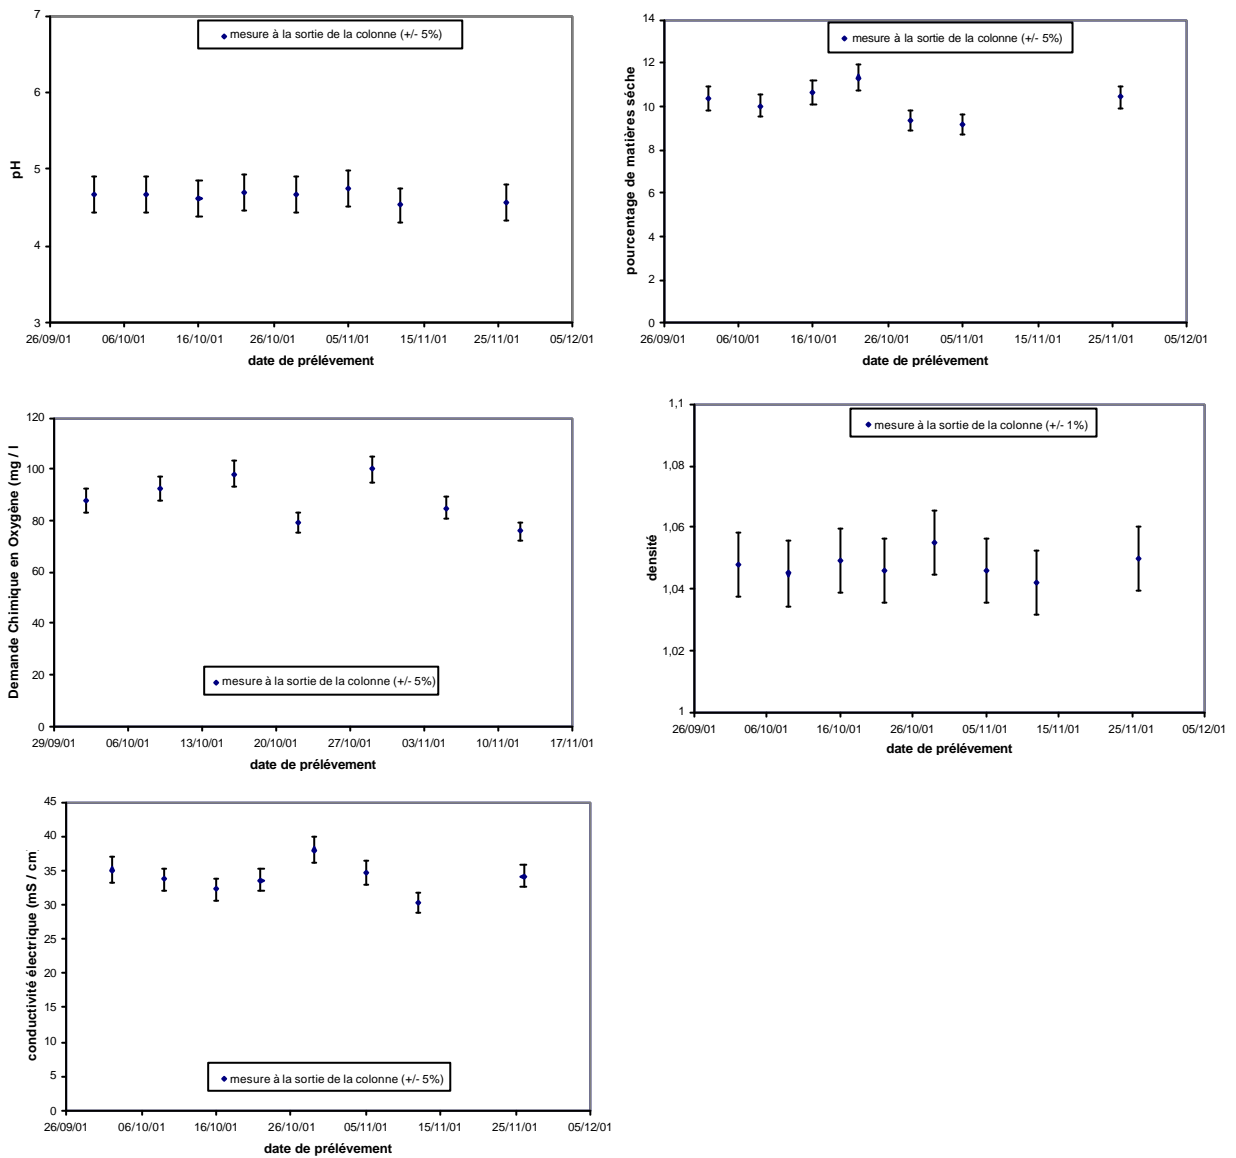 7
mesure à la sortie de la colonne (+/- 5%)
6
5
4
3
pH
26/09/01 06/10/01 16/10/01 26/10/01 05/11/01 15/11/01 25/11/01 05/12/01
date de prélévement
14
mesure à la sortie de la colonne (+/- 5%)
12
10
8
6
4
2
0
pourcentage de matières séche
26/09/01 06/10/01 16/10/01 26/10/01 05/11/01 15/11/01 25/11/01 05/12/01
date de prélévement
120
100
80
60
40
20
0
Demande Chimique en Oxygène (mg / l
mesure à la sortie de la colonne (+/- 5%)
29/09/01 06/10/01 13/10/01 20/10/01 27/10/01 03/11/01 10/11/01 17/11/01
date de prélévement
1,1
mesure à la sortie de la colonne (+/- 1%)
1,08
1,06
1,04
1,02
1
densité
26/09/01 06/10/01 16/10/01 26/10/01 05/11/01 15/11/01 25/11/01 05/12/01
date de prélévement
45
40
35
30
25
20
15
10
5
0
conductivité électrique (mS / cm
mesure à la sortie de la colonne (+/- 5%)
26/09/01 06/10/01 16/10/01 26/10/01 05/11/01 15/11/01 25/11/01 05/12/01
date de prélévement